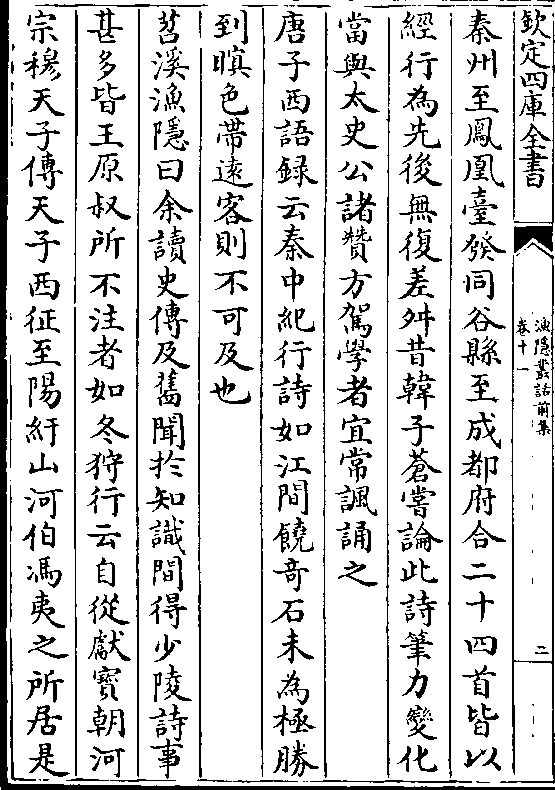 欽定四庫全書
漁隱叢話前集
卷十一
二
秦州至鳳凰臺發同谷縣至成都府合二十四首皆以
經行為先後無復差舛昔韓子蒼嘗論此詩筆力變化
當與太史公諸贊方駕學者宜常諷誦之
唐子西語録云秦中紀行詩如江間饒竒石未為極勝
到瞑色帶遠客則不可及也
苕溪漁隱曰余讀史傳及舊聞於知識間得少陵詩事
甚多皆王原叔所不注者如冬狩行云自從獻寳朝河
宗穆天子傳天子西征至陽紆山河伯馮夷之所居是